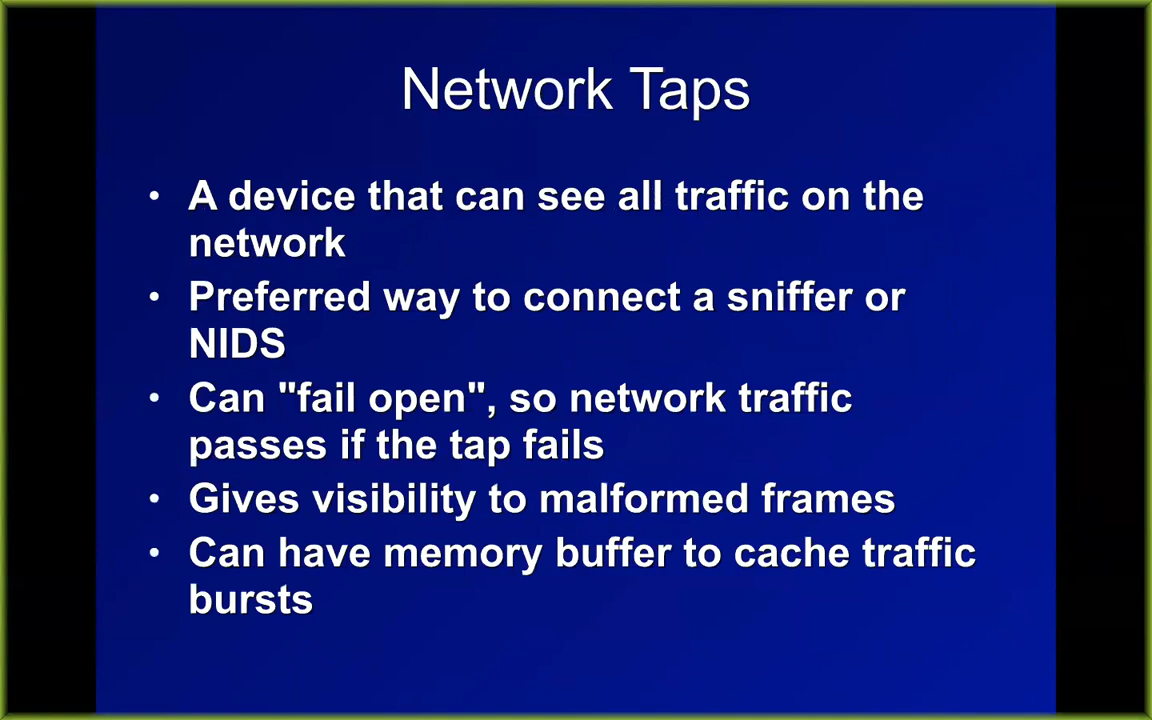 Network Taps
• A device that can see all traffic on the
network
• Preferred way to connect a sniffer or
NIDS
• Can "fail open", so network traffic
passes if the tap fails
• Gives visibility to malformed frames
• Can have memory buffer to cache traffic
bursts